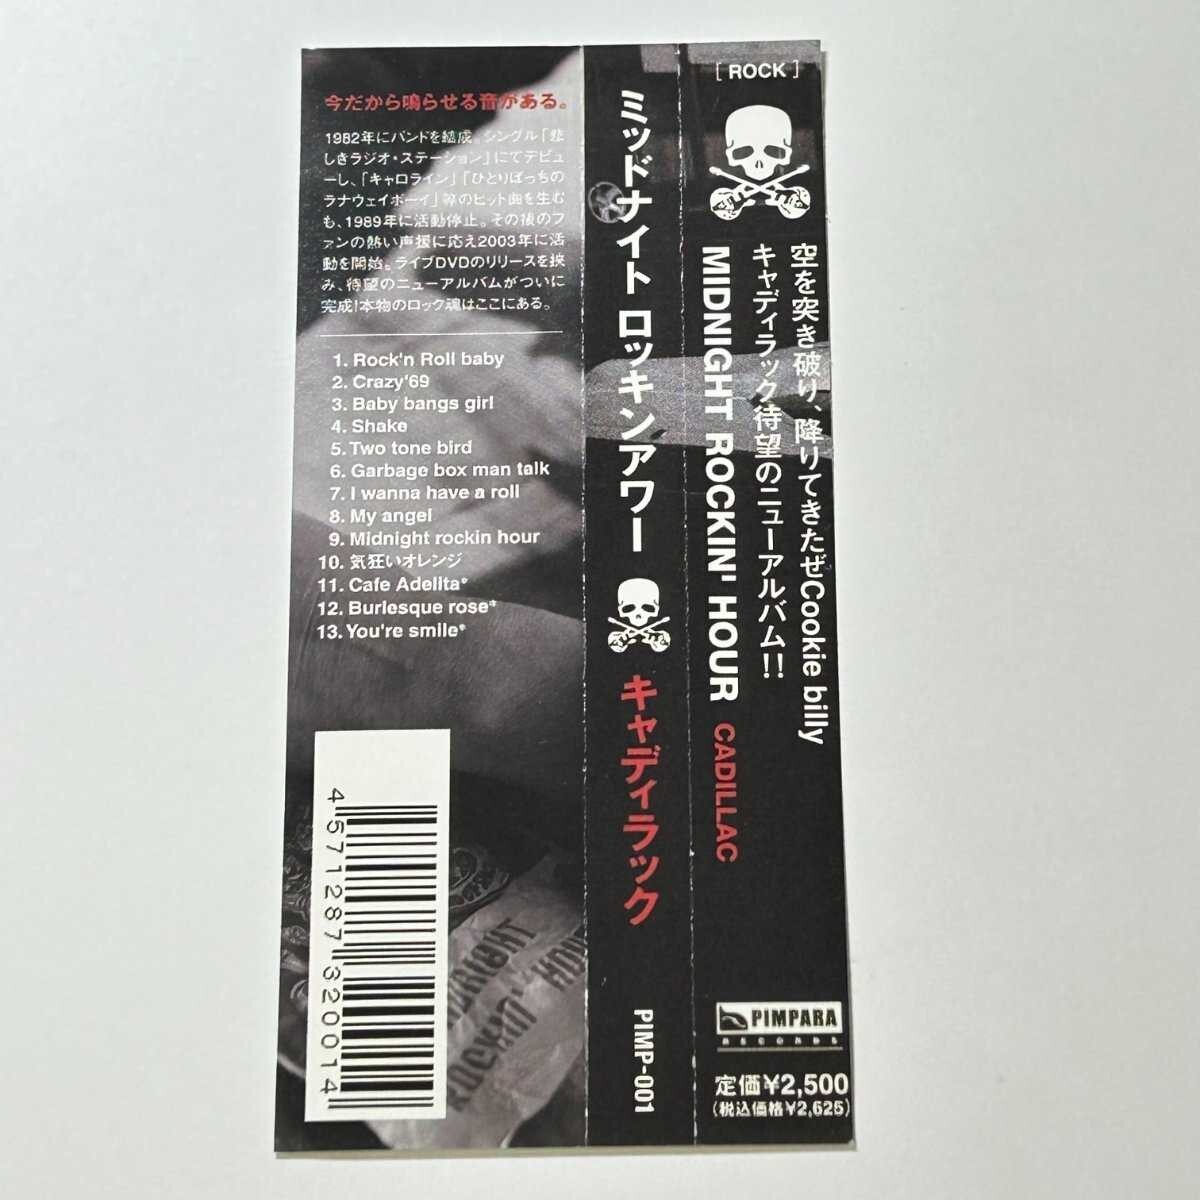 今だから鳴らせる音がある。
1982年にバンドを結成。シングル「悲
しきラジオ・ステーション」にてデビュ
ーし、「キャロライン」「ひとりぼっちの
ラナウェイボーイ」等のヒット曲を生む
も、1989年に活動停止。その後のフ
ァンの熱い声援に応え2003年に活
動を開始。ライブDVDのリリースを挟
み、待望のニューアルバムがついに
完成!本物のロック魂はここにある。
1. Rock'n Roll baby
2. Crazy'69
3. Baby bangs girl
4. Shake
5. Two tone bird
6. Garbage box man talk
7. I wanna have a roll
8. My angel
9. Midnight rockin hour
10. 気狂いオレンジ
11. Cafe Adelita*
12. Burlesque rose*
13. You're smile*
4571287320014
MIDNIGHT
ROCKIN' HOUR
ミッドナイト ロッキンアワー
キャディラック
PIMP-001
[ ROCK ]
空を突き破り、降りてきたぜCookie billy
キャディラック待望のニューアルバム!!
MIDNIGHT ROCKIN' HOUR CADILLAC
PIMPARA
RECORDS
定価¥2,500
(税込価格¥2,625)